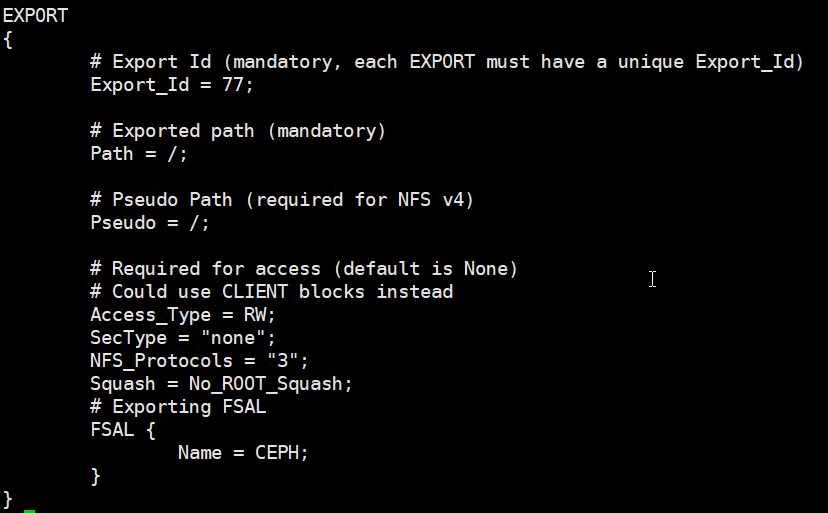 EXPORT
{
        # Export Id (mandatory, each EXPORT must have a unique Export_Id)
        Export_Id = 77;

        # Exported path (mandatory)
        Path = /;

        # Pseudo Path (required for NFS v4)
        Pseudo = /;

        # Required for access (default is None)
        # Could use CLIENT blocks instead
        Access_Type = RW;
        SecType = "none";
        NFS_Protocols = "3";
        Squash = No_ROOT_Squash;
        # Exporting FSAL
        FSAL {
                Name = CEPH;
        }
}